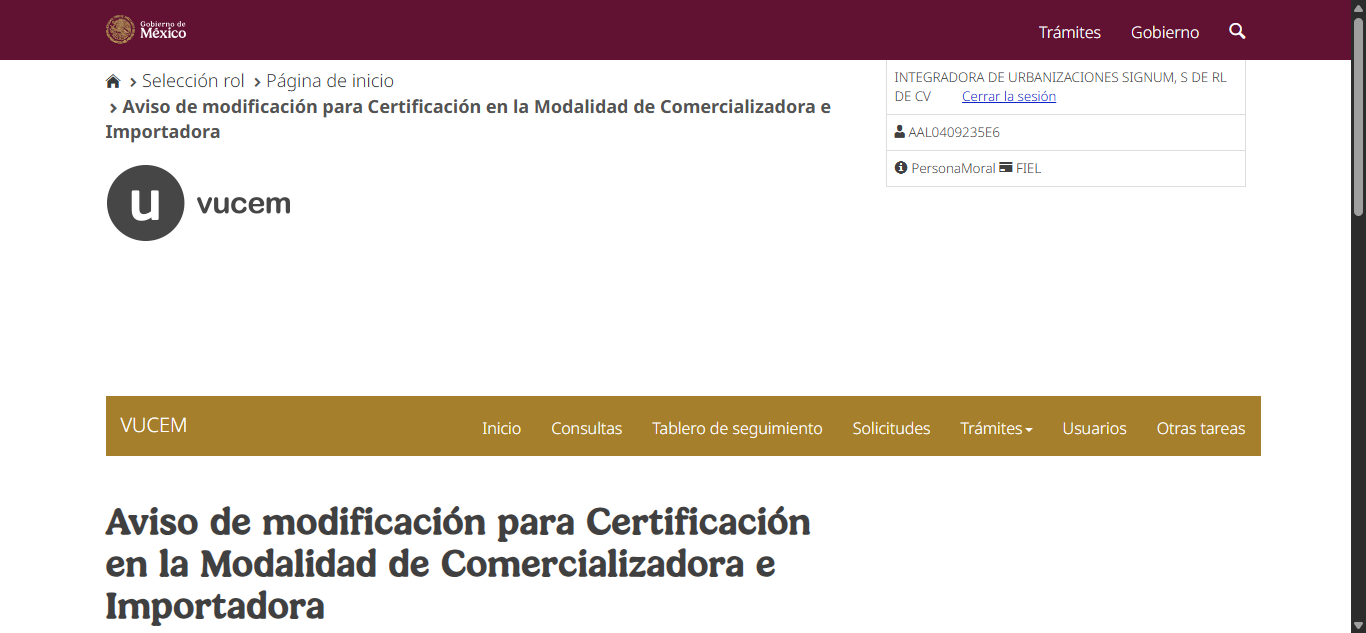 Gobierno de
México
Trámites
Gobierno
Selección rol
Página de inicio
Aviso de modificación para Certificación en la Modalidad de Comercializadora e
Importadora
INTEGRADORA DE URBANIZACIONES SIGNUM, S DE RL
DE CV Cerrar la sesión
AAL0409235E6
PersonaMoral FIEL
u vucem
VUCEM
Inicio
Consultas
Tablero de seguimiento
Solicitudes
Trámites
Usuarios
Otras tareas
Aviso de modificación para Certificación
en la Modalidad de Comercializadora e
Importadora